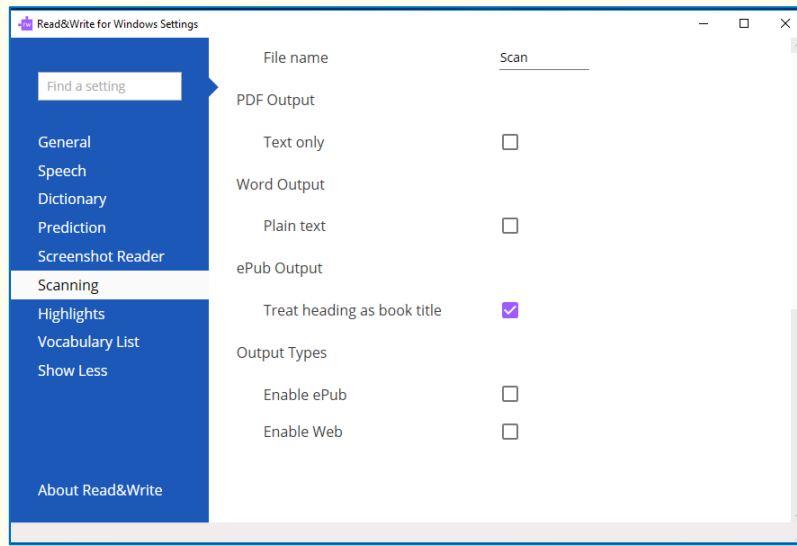 rw Read&Write for Windows Settings
Find a setting
General
Speech
Dictionary
Prediction
Screenshot Reader
Scanning
Highlights
Vocabulary List
Show Less
About Read&Write
File name Scan
PDF Output
Text only
Word Output
Plain text
ePub Output
Treat heading as book title
Output Types
Enable ePub
Enable Web